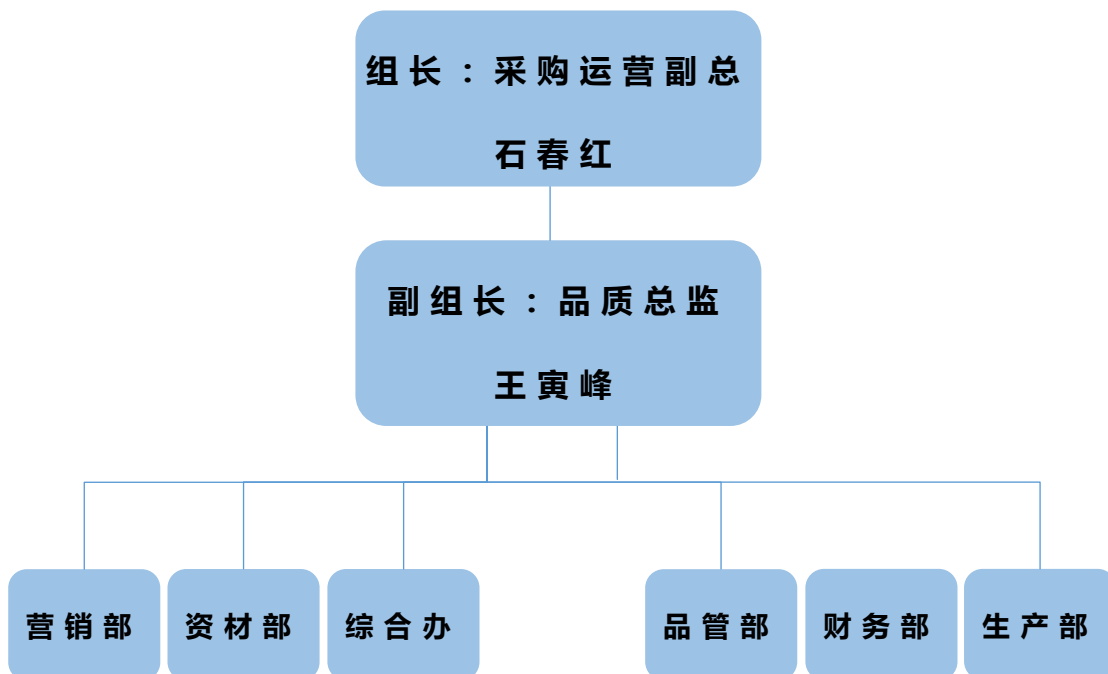 组长：采购运营副总
石春红
副组长：品质总监
王寅峰
营销部
资材部
综合办
品管部
财务部
生产部